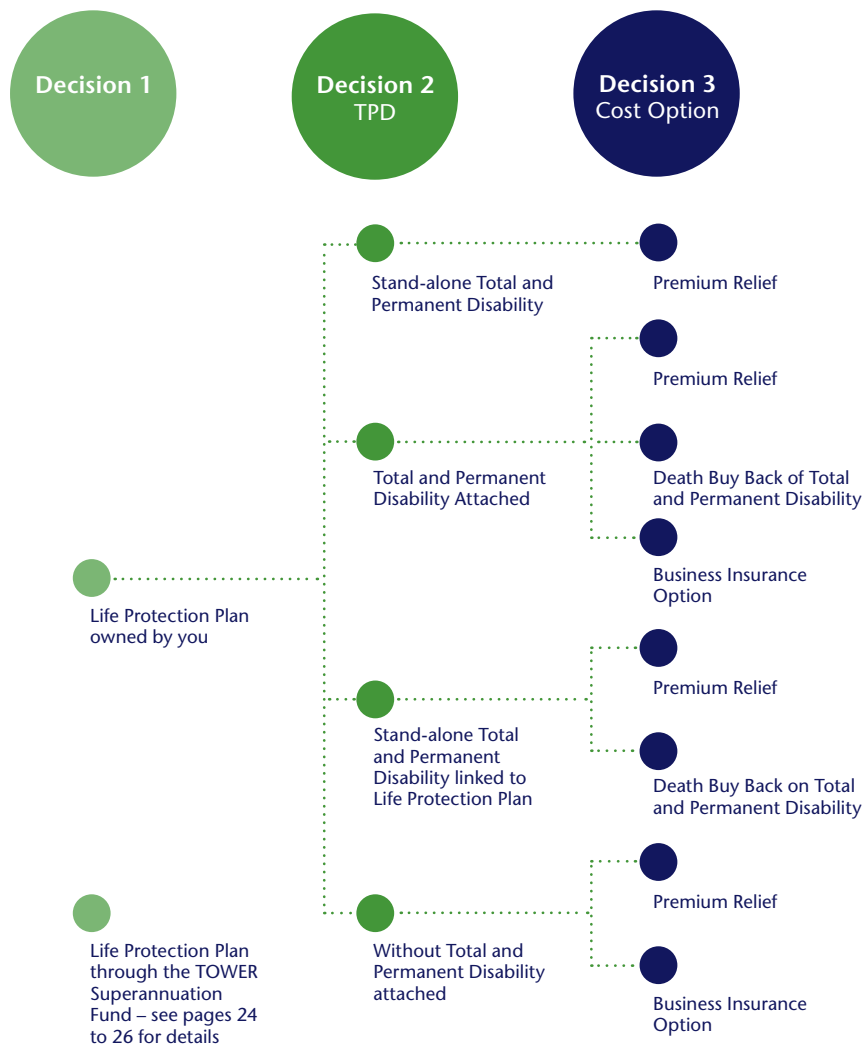 Decision 1
Decision 2
TPD
Decision 3
Cost Option
Stand-alone Total and
Permanent Disability
Premium Relief
Premium Relief
Total and Permanent
Disability Attached
Death Buy Back of Total
and Permanent Disability
Business Insurance
Option
Life Protection Plan
owned by you
Premium Relief
Stand-alone Total
and Permanent
Disability linked to
Life Protection Plan
Death Buy Back on Total
and Permanent Disability
Premium Relief
Life Protection Plan
through the TOWER
Superannuation
Fund – see pages 24
to 26 for details
Without Total and
Permanent Disability
attached
Business Insurance
Option